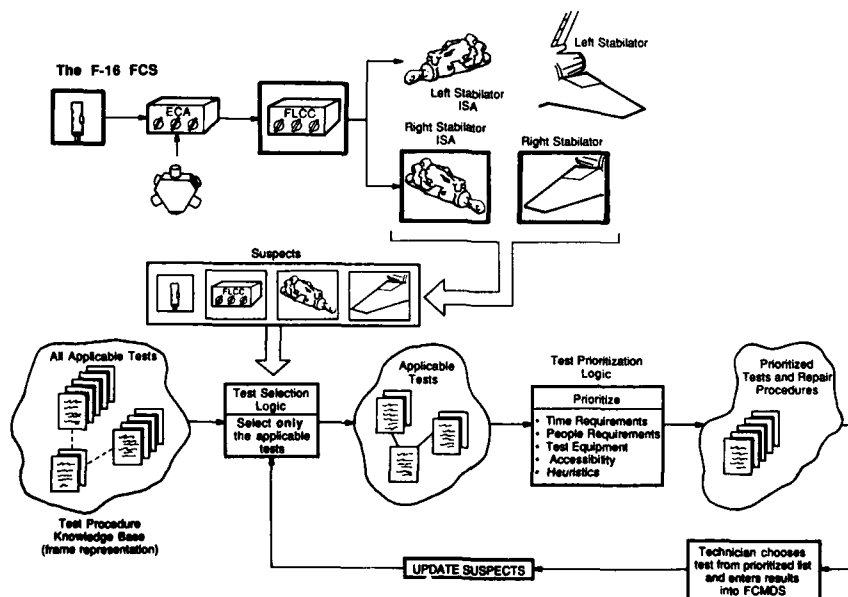 The F-16 FCS
ECA
FLCC
Left Stabilator
ISA
Left Stabilator
Right Stabilator
ISA
Right Stabilator
Suspects
FLCC
All Applicable Tests
Test Procedure
Knowledge Base
(frame representation)
Test Selection
Logic
Select only
the applicable
tests
Applicable
Tests
Test Prioritization
Logic
Prioritize
• Time Requirements
• People Requirements
• Test Equipment
• Accessibility
• Heuristics
Prioritized
Tests and Repair
Procedures
UPDATE SUSPECTS
Technician chooses
test from prioritized list
and enters results
into FCMDS